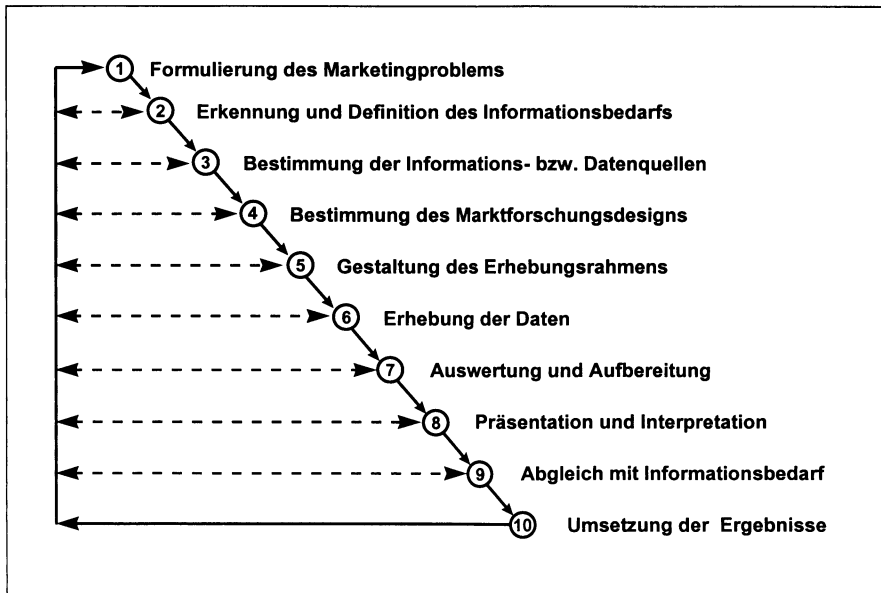 1 Formulierung des Marketingproblems
2 Erkennung und Definition des Informationsbedarfs
3 Bestimmung der Informations- bzw. Datenquellen
4 Bestimmung des Marktforschungsdesigns
5 Gestaltung des Erhebungsrahmens
6 Erhebung der Daten
7 Auswertung und Aufbereitung
8 Präsentation und Interpretation
9 Abgleich mit Informationsbedarf
10 Umsetzung der Ergebnisse